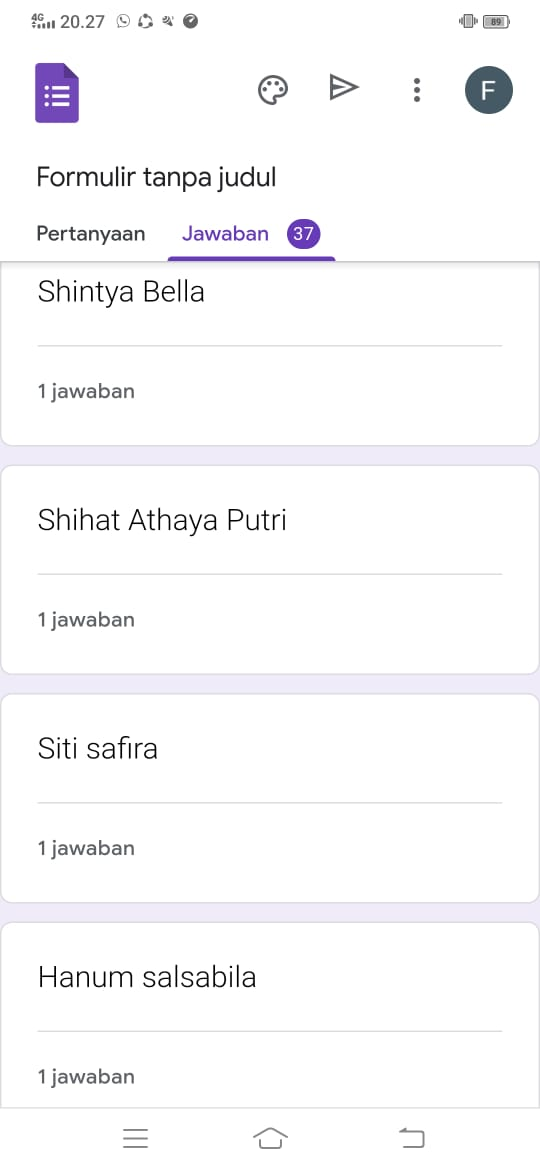 4G 20.27 89
F
Formulir tanpa judul
Pertanyaan Jawaban 37
Shintya Bella
1 jawaban
Shihat Athaya Putri
1 jawaban
Siti safira
1 jawaban
Hanum salsabila
1 jawaban